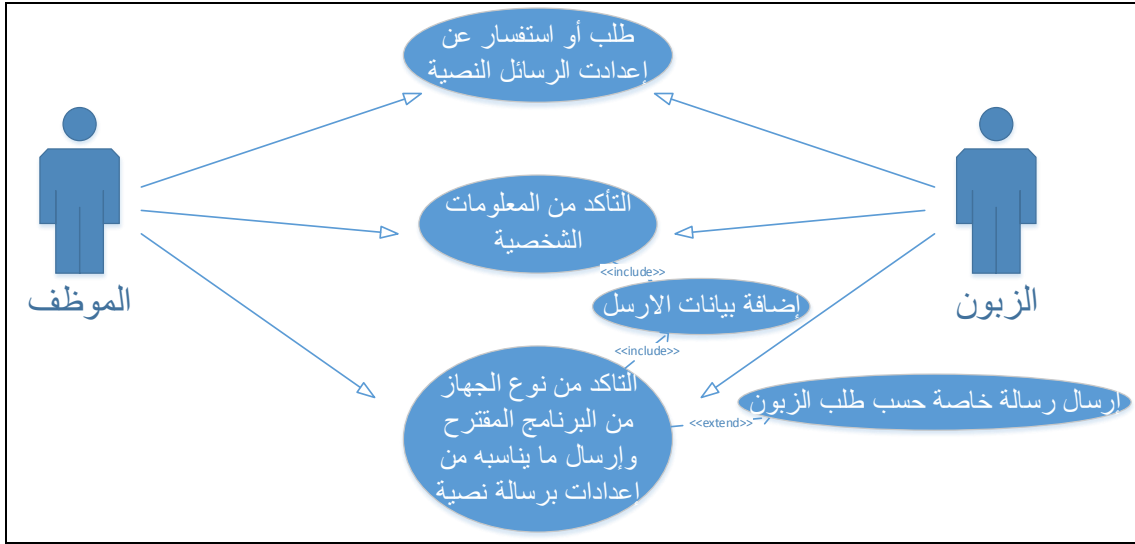 طلب أو استفسار عن
إعدادت الرسائل النصية
الموظف
الزبون
التأكد من المعلومات
الشخصية
<<include>>
إضافة بيانات الارسل
<<include>>
التاكد من نوع الجهاز
من البرنامج المقترح
وإرسال ما يناسبه من
إعدادات برسالة نصية
<<extend>>
إرسال رسالة خاصة حسب طلب الزبون